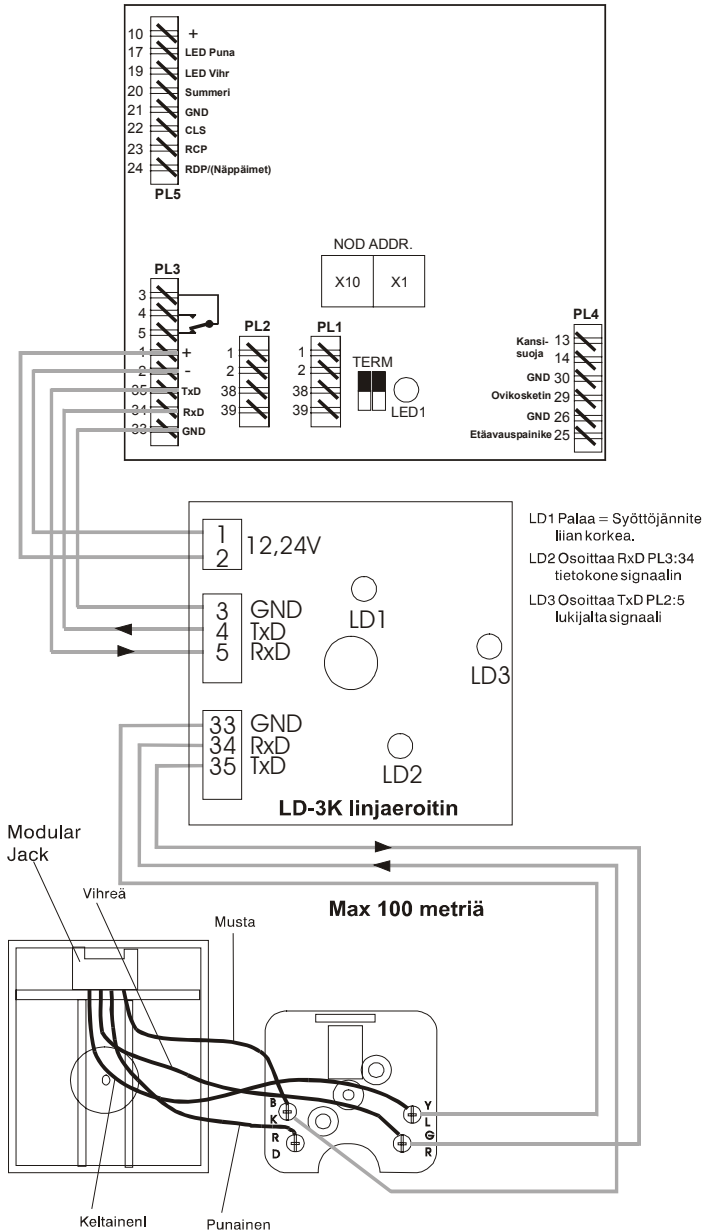 10 +
17 LED Puna
19 LED Vihr
20 Summeri
21 GND
22 CLS
23 RCP
24 RDP/(Näppäimet)
PL5
NOD ADDR.
X10 X1
PL3
3
4
5
1 +
2 -
35 TxD
34 RxD
33 GND
PL2
1
2
38
39
PL1
1
2
38
39
TERM
LED1
PL4
Kansi- 13
suoja 14
GND 30
Ovikosketin 29
GND 26
Etäavauspainike 25
1 12,24V
2
3 GND
4 TxD
5 RxD
LD1
LD3
33 GND
34 RxD
35 TxD
LD2
LD-3K linjaeroitin
LD1 Palaa = Syöttöjännite
liian korkea.
LD2 Osoittaa RxD PL3:34
tietokone signaalin
LD3 Osoittaa TxD PL2:5
lukijalta signaali
Max 100 metriä
Modular
Jack
Vihreä
Musta
B
K
R
D
Y
L
G
R
Keltainenl
Punainen